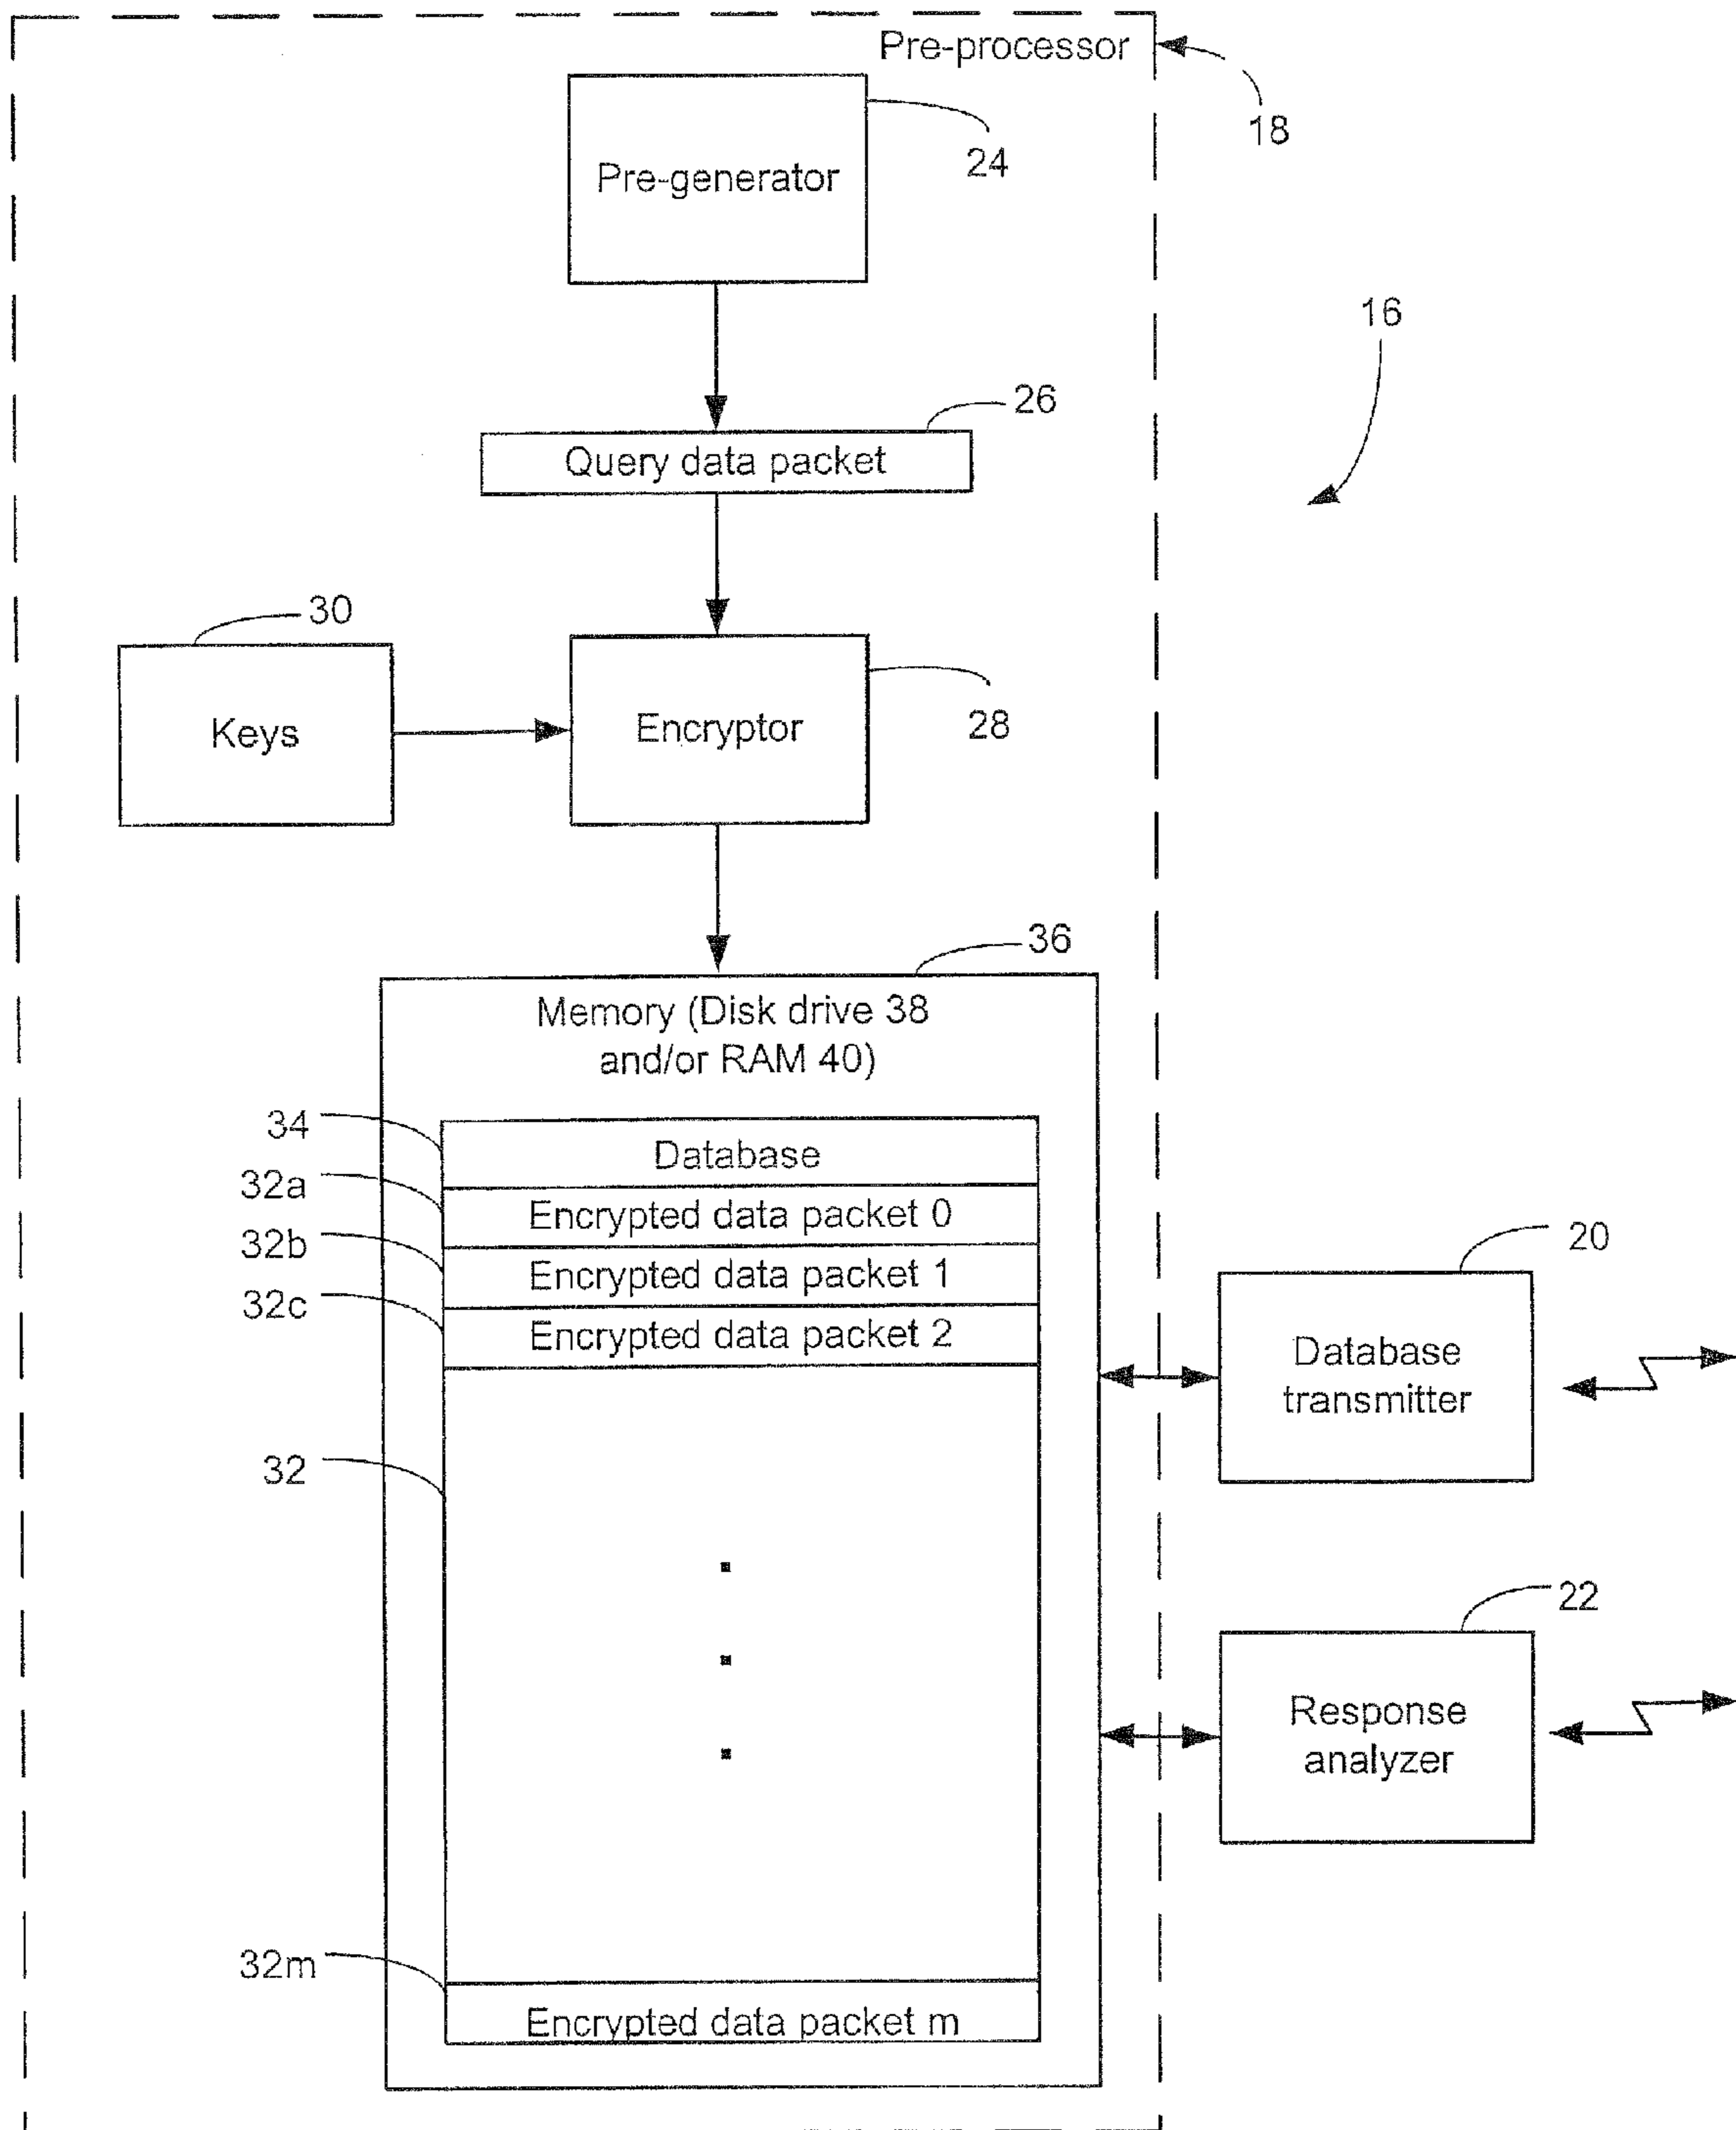 Pre-processor
18
24
Pre-generator
16
26
Query data packet
30
28
Keys
Encryptor
36
Memory (Disk drive 38
and/or RAM 40)
34
Database
32a
Encrypted data packet 0
32b
Encrypted data packet 1
32c
Encrypted data packet 2
20
Database
transmitter
32
22
Response
analyzer
32m
Encrypted data packet m